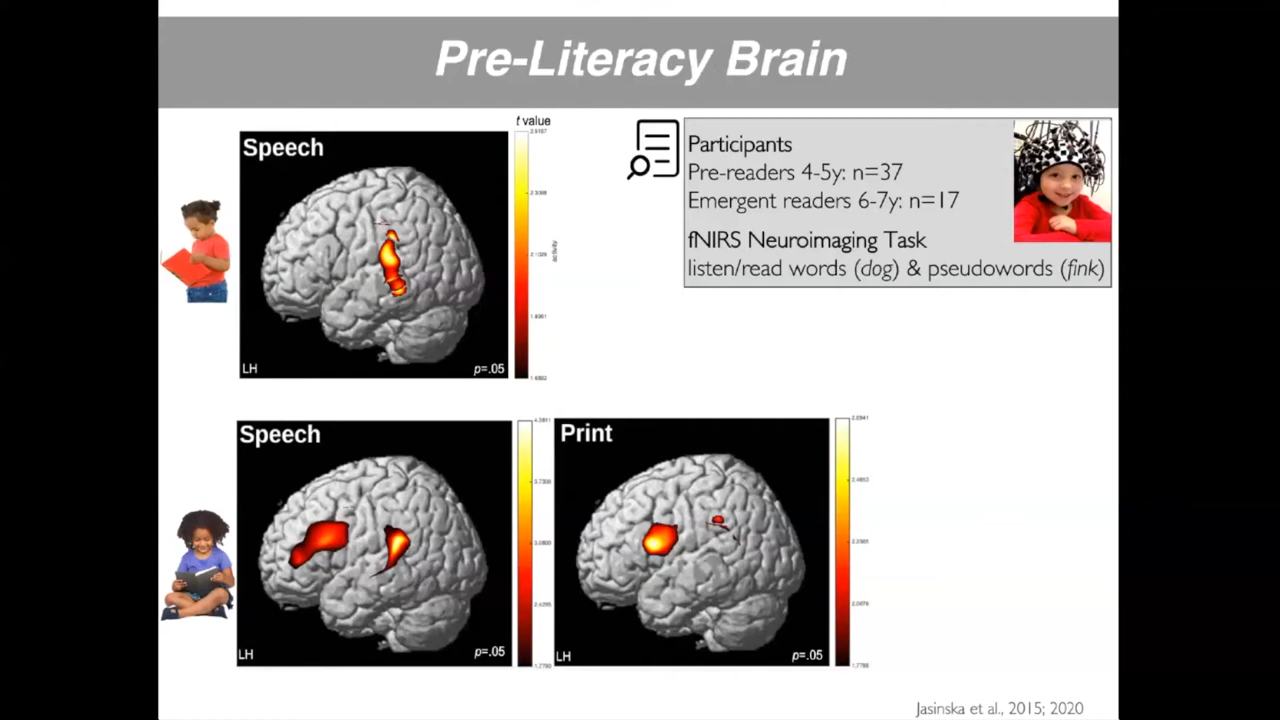 Pre-Literacy Brain
Speech
t value
LH
p=.05
Participants
Pre-readers 4-5y: n=37
Emergent readers 6-7y: n=17
fNIRS Neuroimaging Task
listen/read words (dog) & pseudowords (fink)
Speech
LH
p=.05
Print
LH
p=.05
Jasinska et al., 2015; 2020